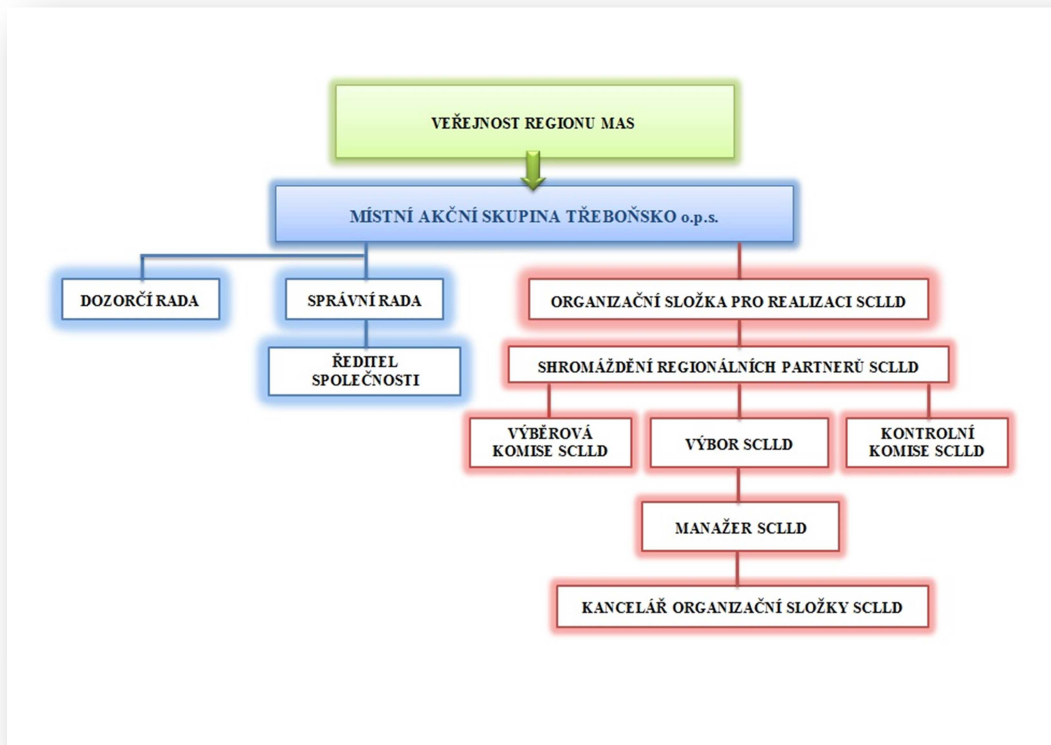 VEŘEJNOST REGIONU MAS
MÍSTNÍ AKČNÍ SKUPINA TŘEBOŇSKO o.p.s.
DOZORČÍ RADA
SPRÁVNÍ RADA
ORGANIZAČNÍ SLOŽKA PRO REALIZACI SCLLD
ŘEDITEL
SPOLEČNOSTI
SHROMÁŽDĚNÍ REGIONÁLNÍCH PARTNERŮ SCLLD
VÝBĚROVÁ
KOMISE SCLLD
VÝBOR SCLLD
KONTROLNÍ
KOMISE SCLLD
MANAŽER SCLLD
KANCELÁŘ ORGANIZAČNÍ SLOŽKY SCLLD